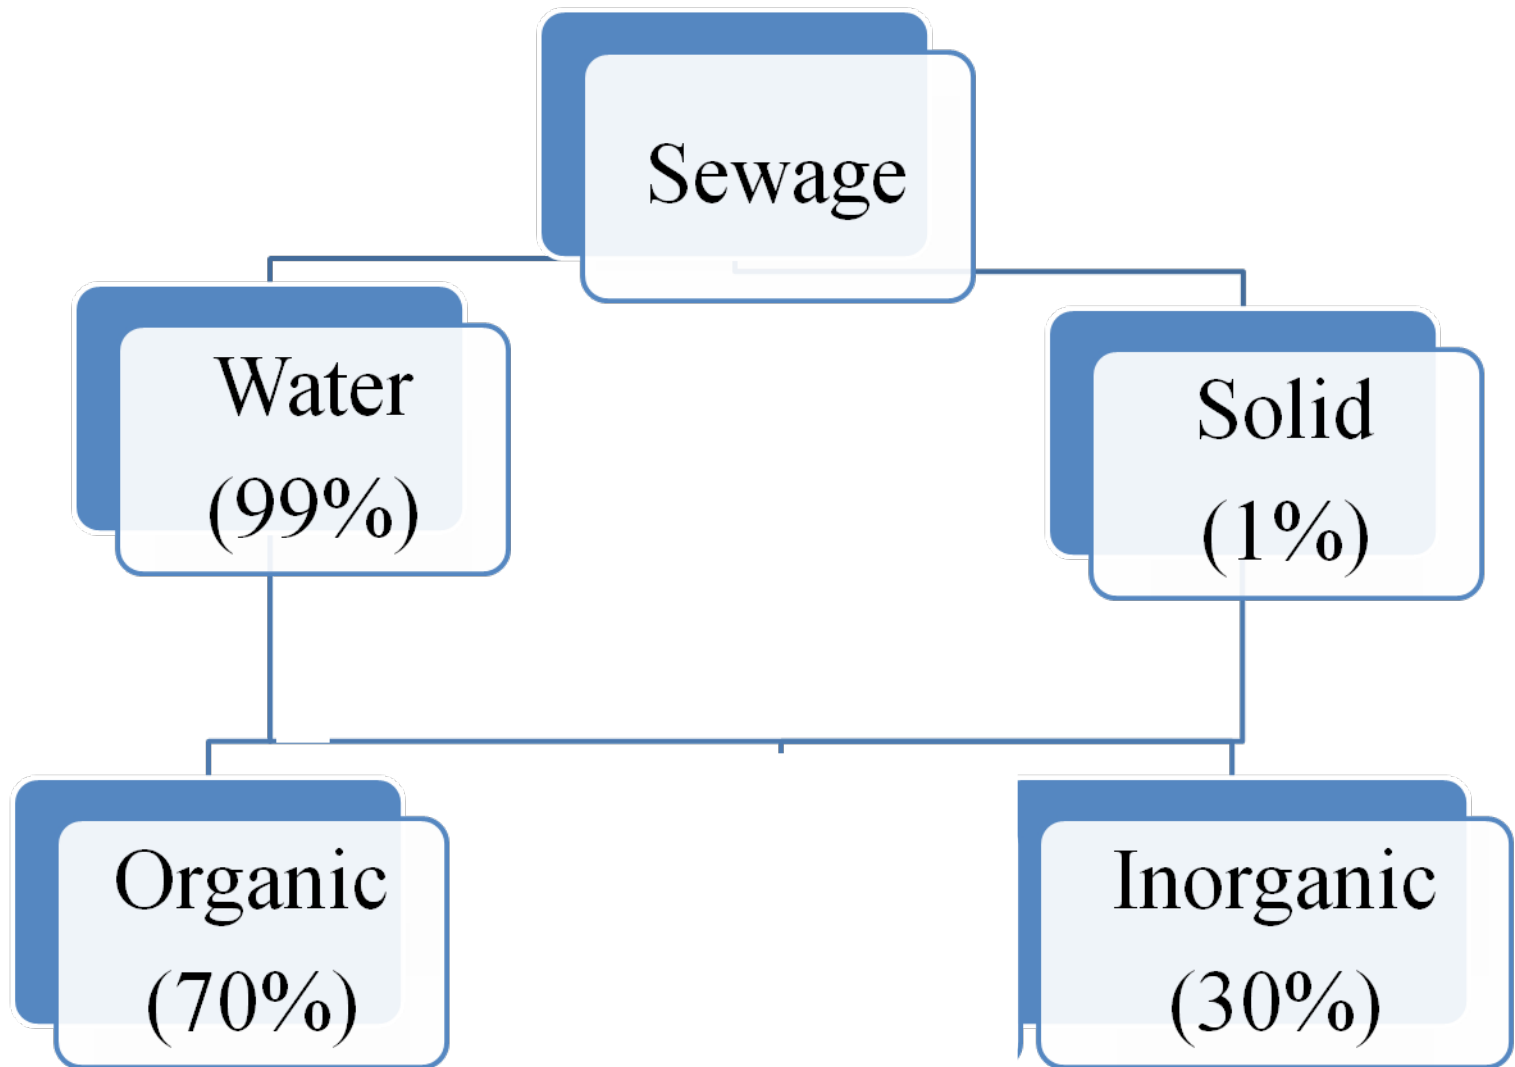 Sewage
Water
(99%)
Solid
(1%)
Organic
(70%)
Inorganic
(30%)